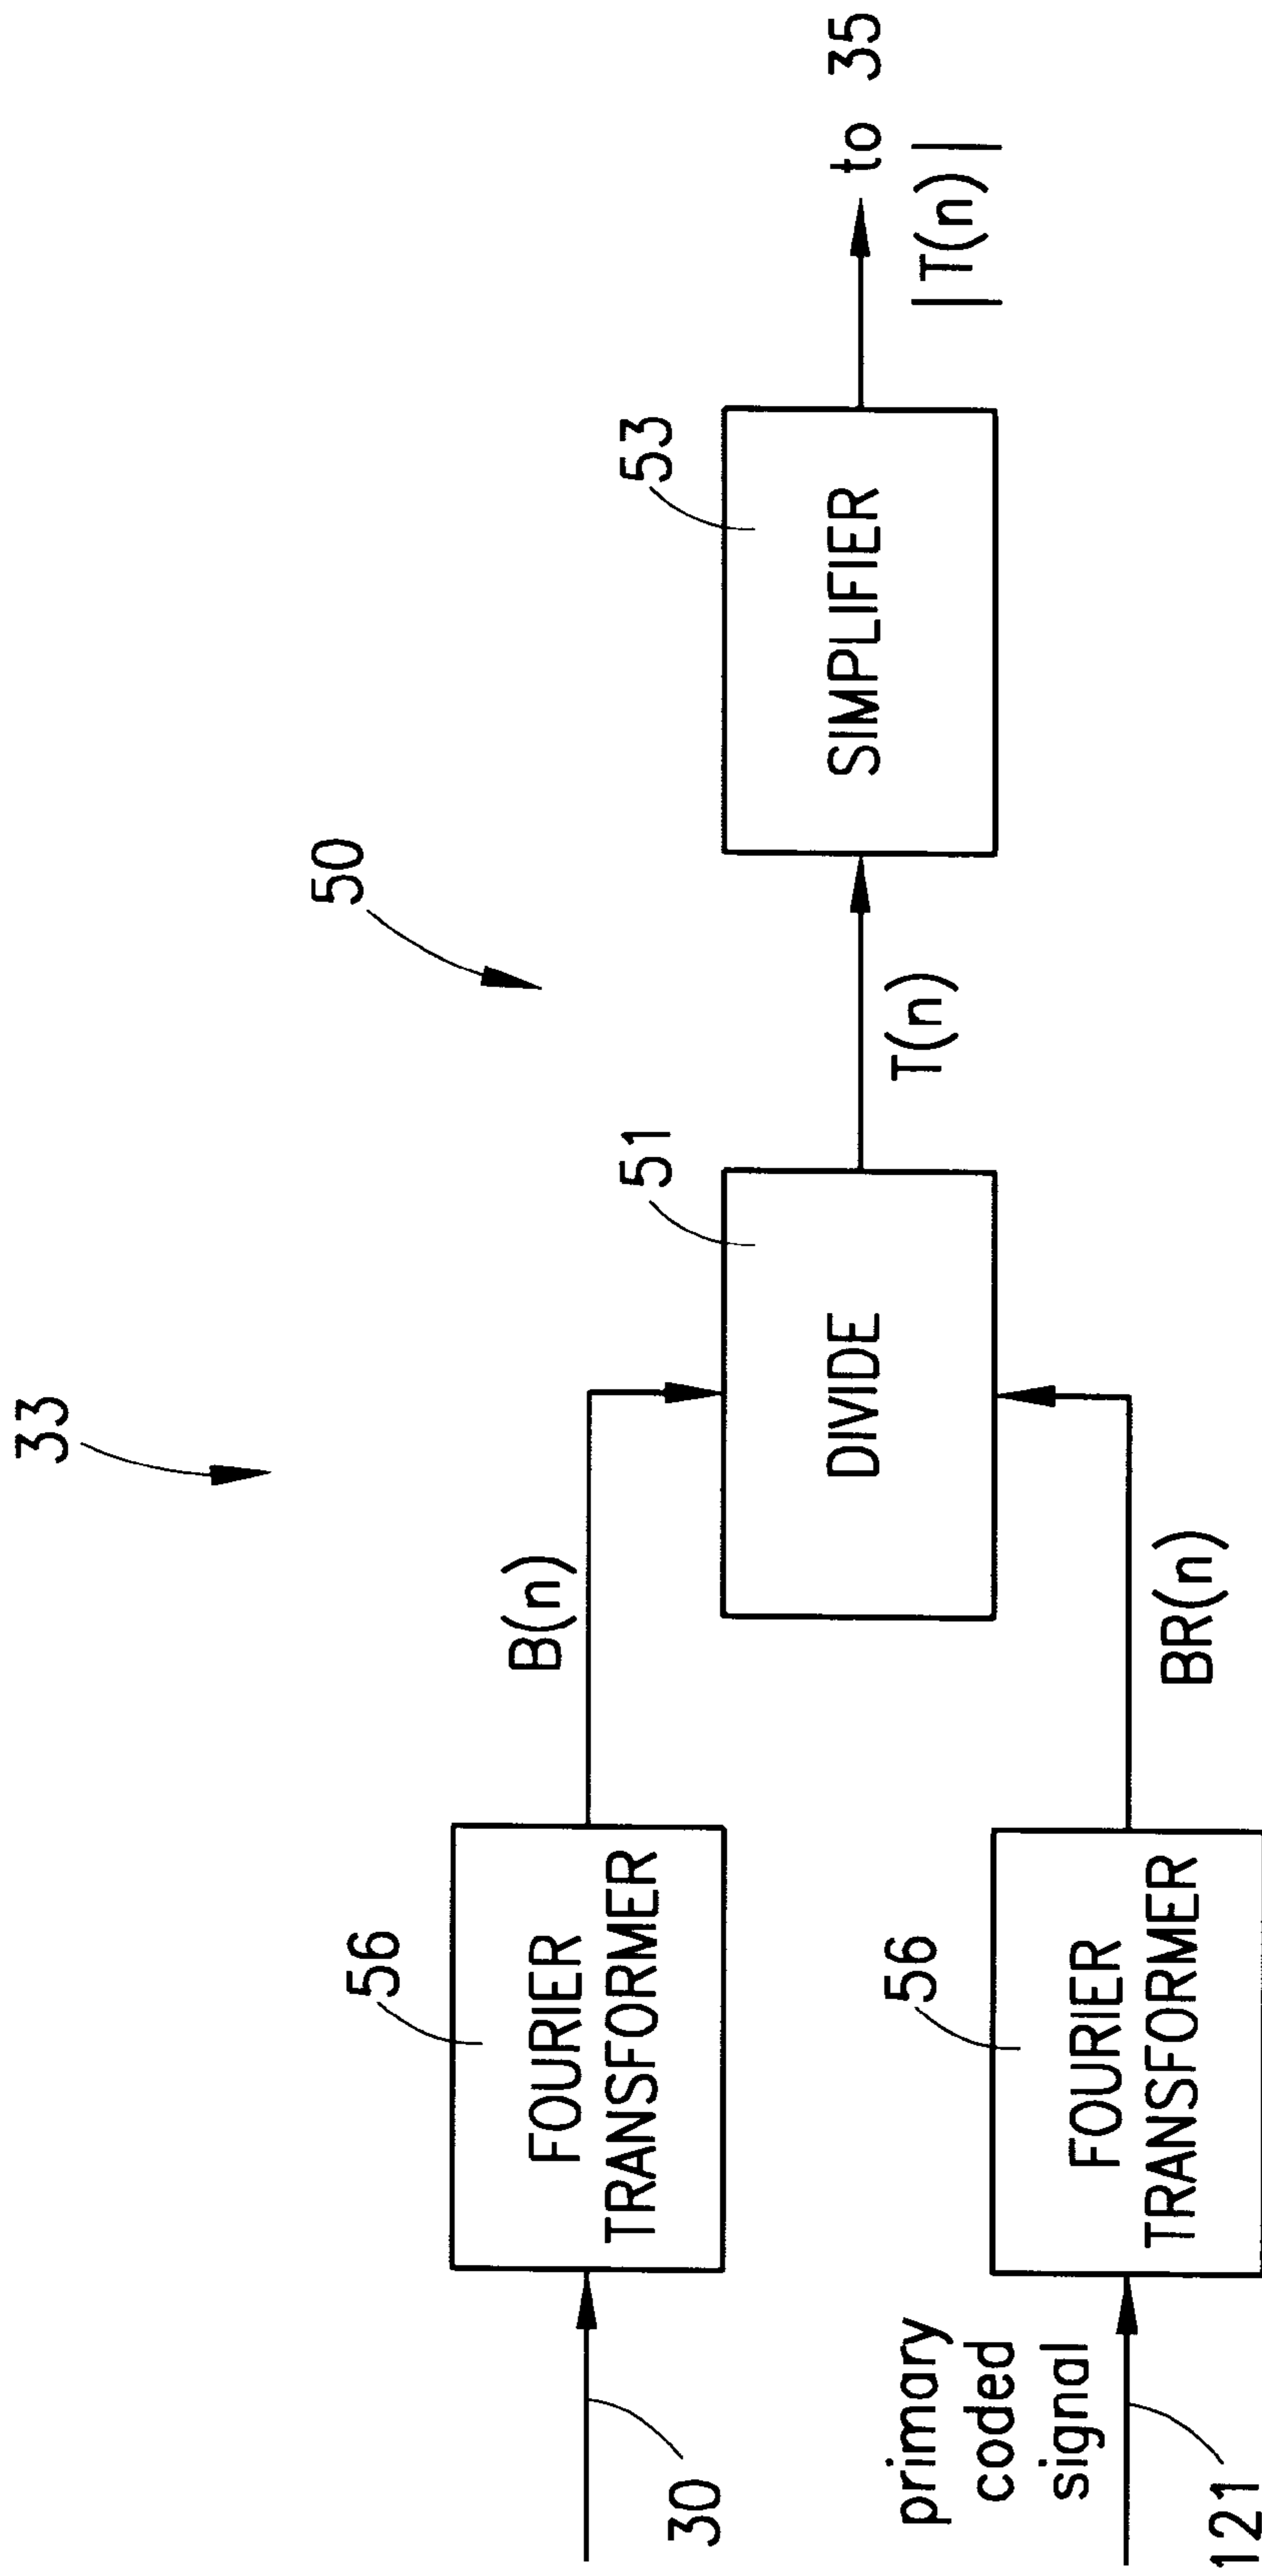 33
50
56
FOURIER
TRANSFORMER
30
B(n)
51
DIVIDE
T(n)
53
SIMPLIFIER
to 35
|T(n)|
primary
coded
signal
121
56
FOURIER
TRANSFORMER
BR(n)